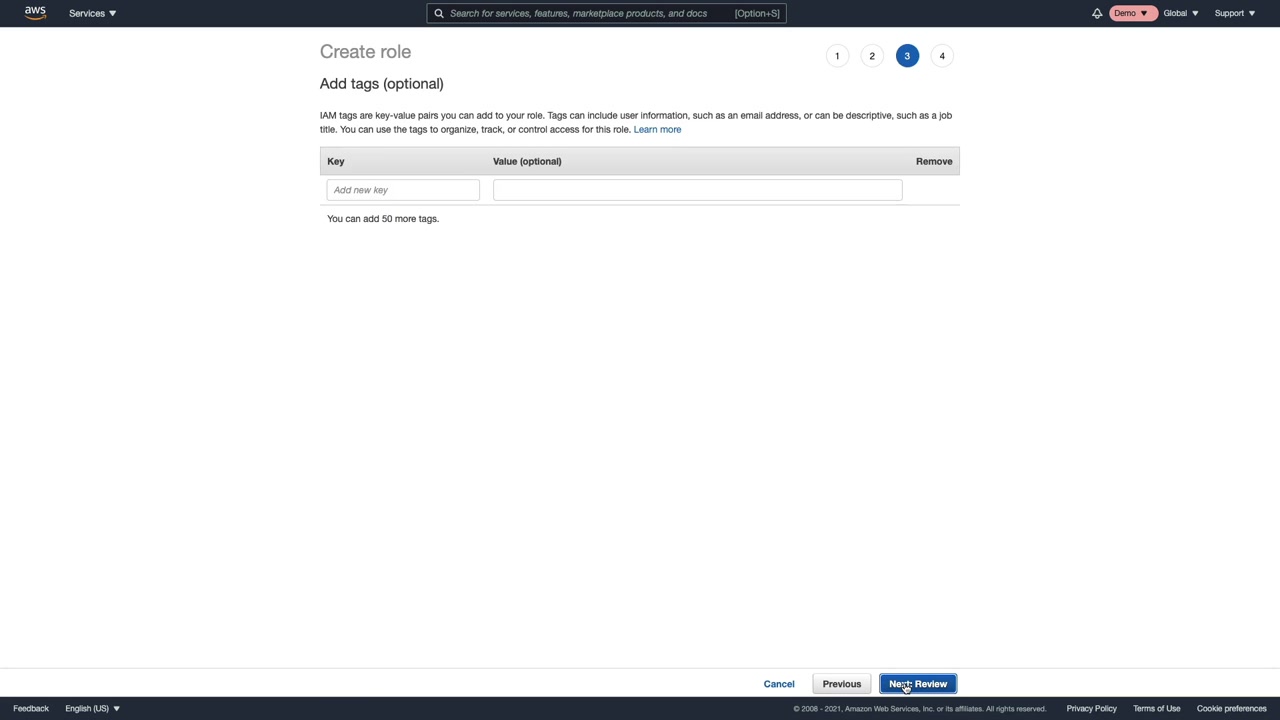 aws Services Search for services, features, marketplace products, and docs [Option+S] Demo Global Support
Create role 1 2 3 4
Add tags (optional)
IAM tags are key-value pairs you can add to your role. Tags can include user information, such as an email address, or can be descriptive, such as a job
title. You can use the tags to organize, track, or control access for this role. Learn more
Key Value (optional) Remove
Add new key
You can add 50 more tags.
Cancel Previous Next: Review
Feedback English (US) © 2008 - 2021, Amazon Web Services, Inc. or its affiliates. All rights reserved. Privacy Policy Terms of Use Cookie preferences